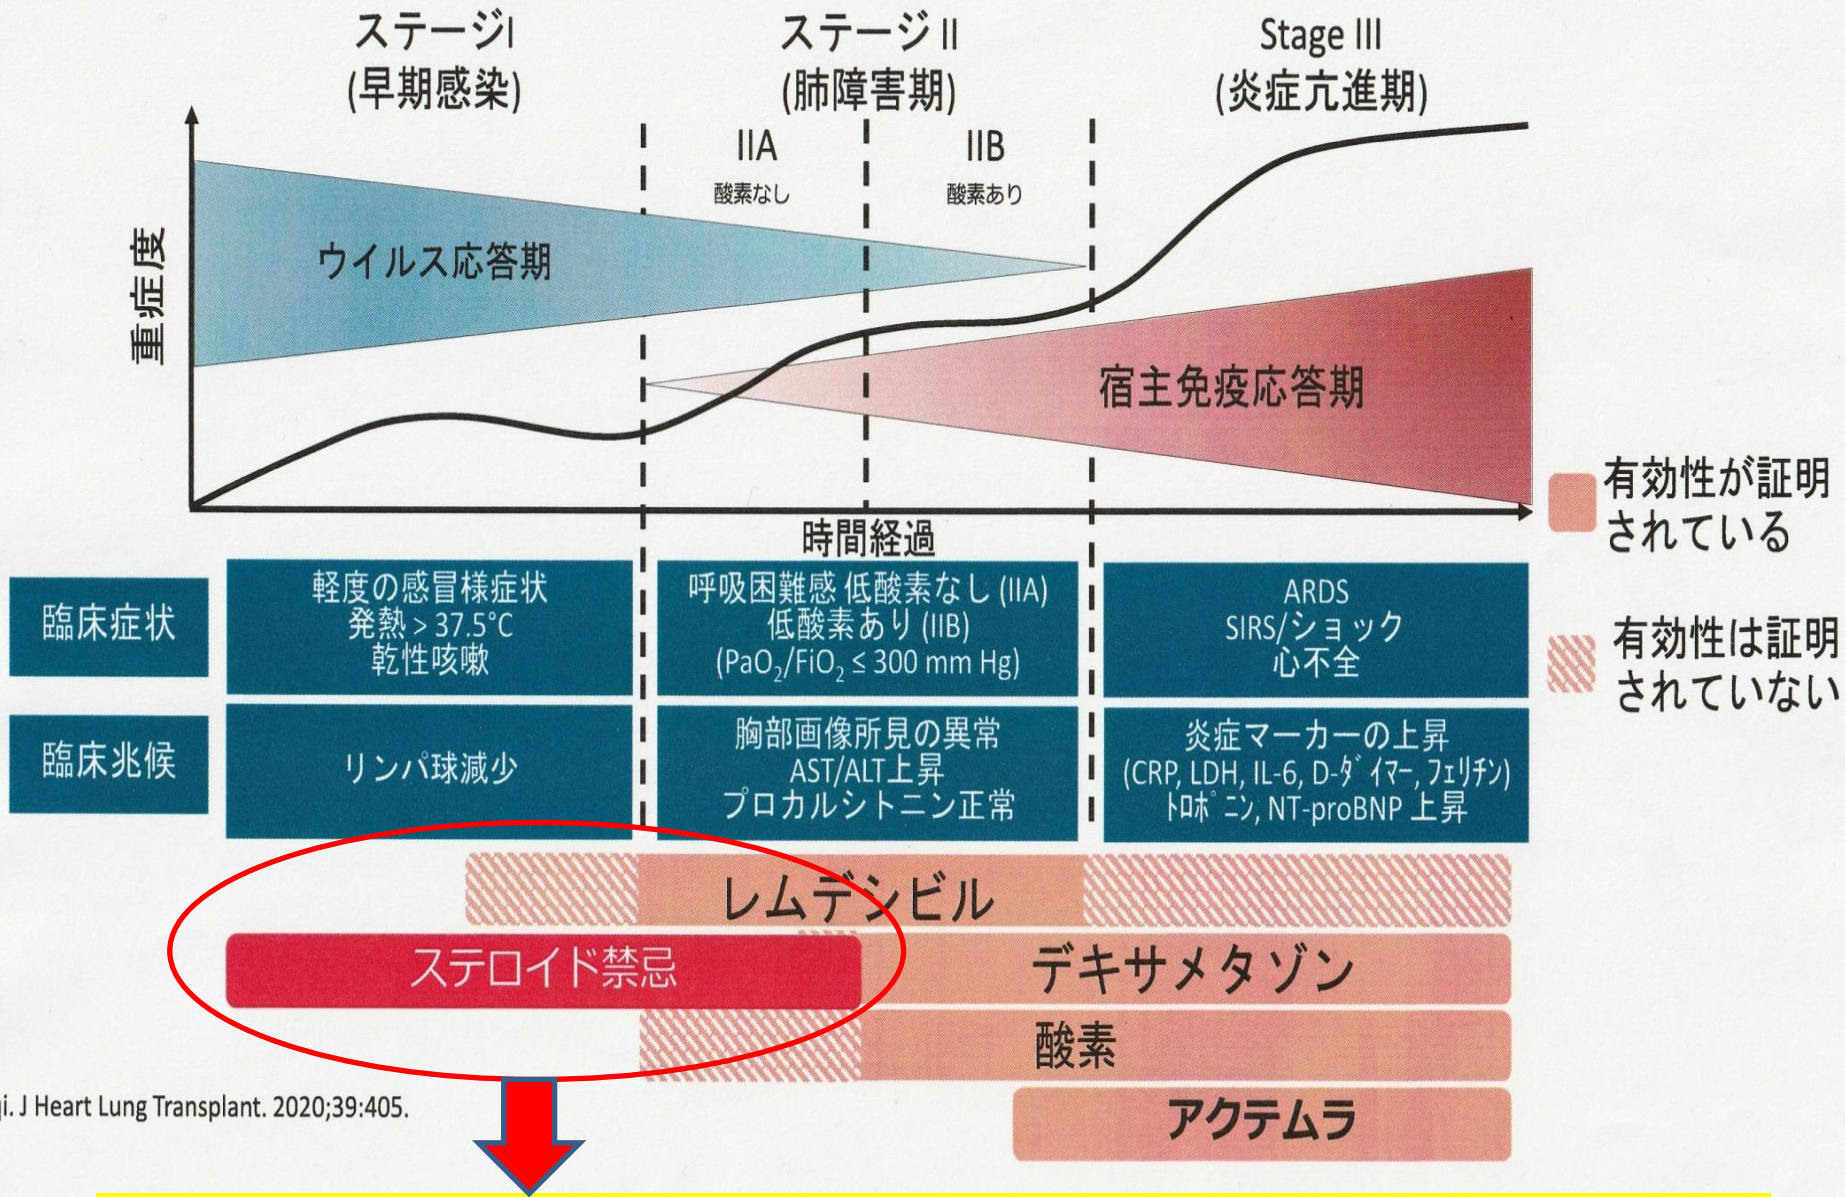 ステージI
(早期感染)
ステージ II
(肺障害期)
Stage III
(炎症亢進期)
IIA
酸素なし
IIB
酸素あり
重症度
ウイルス応答期
宿主免疫応答期
時間経過
有効性が証明
されている
有効性は証明
されていない
臨床症状
軽度の感冒様症状
発熱 > 37.5°C
乾性咳嗽
呼吸困難感 低酸素なし (IIA)
低酸素あり (IIB)
(PaO₂/FiO₂ ≤ 300 mm Hg)
ARDS
SIRS/ショック
心不全
臨床兆候
リンパ球減少
胸部画像所見の異常
AST/ALT上昇
プロカルシトニン正常
炎症マーカーの上昇
(CRP, LDH, IL-6, D-ダイマー, フェリチン)
トロポニン, NT-proBNP 上昇
レムデシビル
ステロイド禁忌
デキサメタゾン
酸素
アクテムラ
i. J Heart Lung Transplant. 2020;39:405.